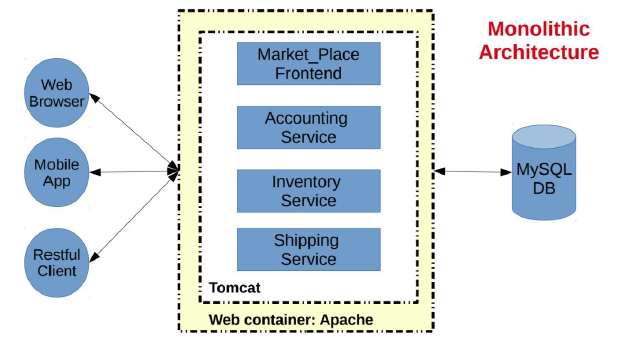 Monolithic
Architecture
Web
Browser
Mobile
App
Restful
Client
Market_Place
Frontend
Accounting
Service
Inventory
Service
Shipping
Service
Tomcat
Web container: Apache
MySQL
DB